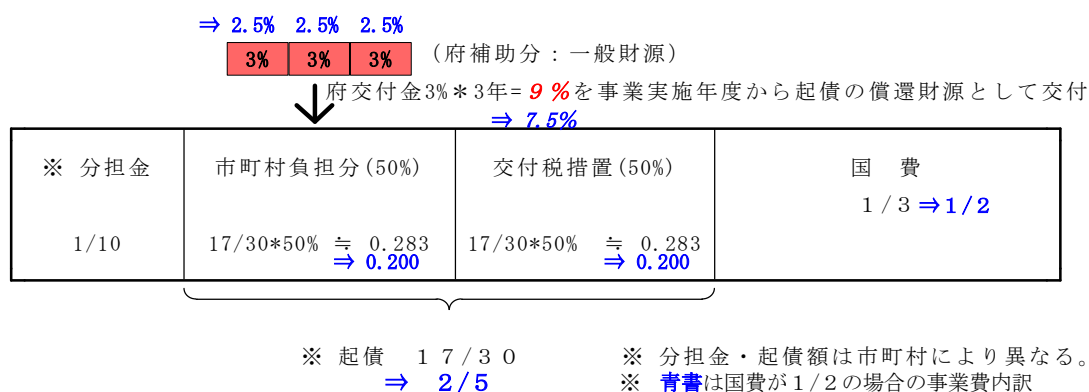 ⇒ 2.5% 2.5% 2.5%
3% 3% 3% (府補助分：一般財源)
府交付金3%＊3年=９％を事業実施年度から起債の償還財源として交付
⇒ 7.5%
※ 分担金 市町村負担分(50%) 交付税措置(50%) 国　費
１/３⇒1/2
1/10 17/30*50% ≒ 0.283 17/30*50% ≒ 0.283
⇒ 0.200 ⇒ 0.200
※ 起債　１７/３０ ※ 分担金・起債額は市町村により異なる。
⇒ 2/5 ※ 青書は国費が１/２の場合の事業費内訳